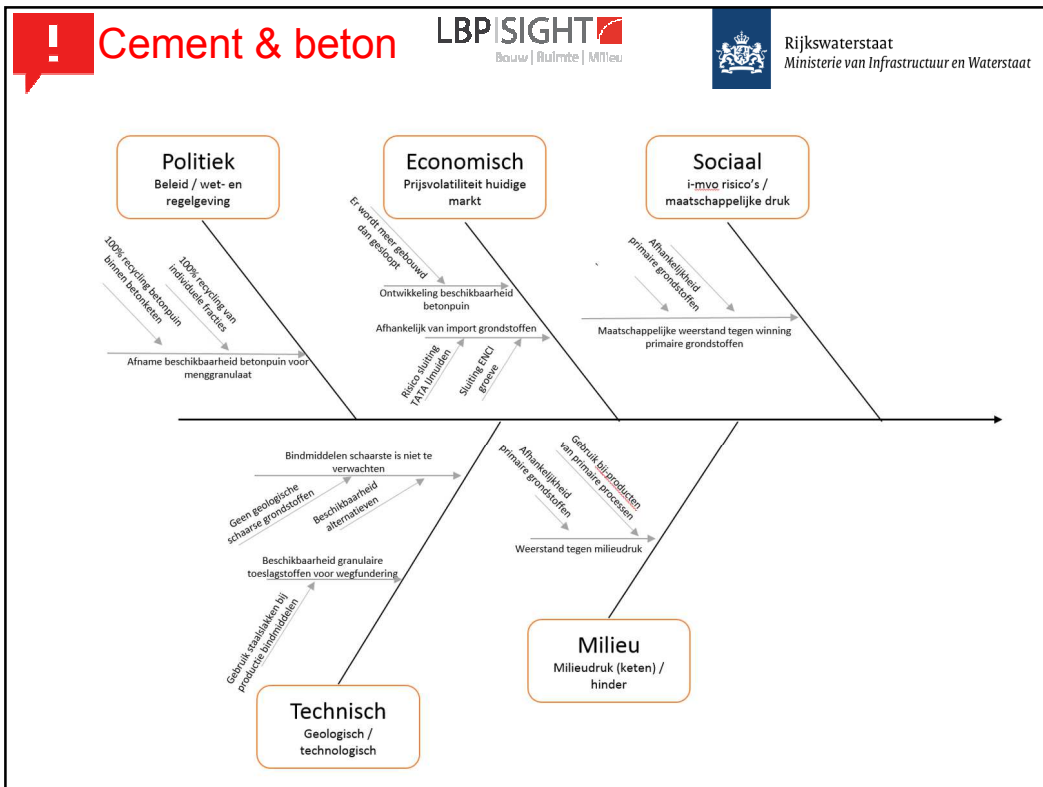 !
Cement & beton
LBP|SIGHT
Bouw | Ruimte | Milieu
Rijkswaterstaat
Ministerie van Infrastructuur en Waterstaat
Politiek
Beleid / wet- en
regelgeving
Economisch
Prijsvolatiliteit huidige
markt
Sociaal
i-mvo risico's /
maatschappelijke druk
100% recycling betonpuin
binnen betonketen
100% recycling van
individuele fracties
Afname beschikbaarheid betonpuin voor
menggranulaat
Er wordt meer gebouwd
dan gesloopt
Ontwikkeling beschikbaarheid
betonpuin
Afhankelijk van import grondstoffen
Risico sluiting
TATA IJmuiden
Sluiting ENCI
groeve
Afhankelijkheid
primaire grondstoffen
Maatschappelijke weerstand tegen winning
primaire grondstoffen
Bindmiddelen schaarste is niet te
verwachten
Geen geologische
schaarse grondstoffen
Beschikbaarheid
alternatieven
Beschikbaarheid granulaire
toeslagstoffen voor wegfundering
Gebruik staalslakken bij
productie bindmiddelen
Afhankelijkheid
primaire grondstoffen
Gebruik bij-producten
van primaire processen
Weerstand tegen milieudruk
Technisch
Geologisch /
technologisch
Milieu
Milieudruk (keten) /
hinder